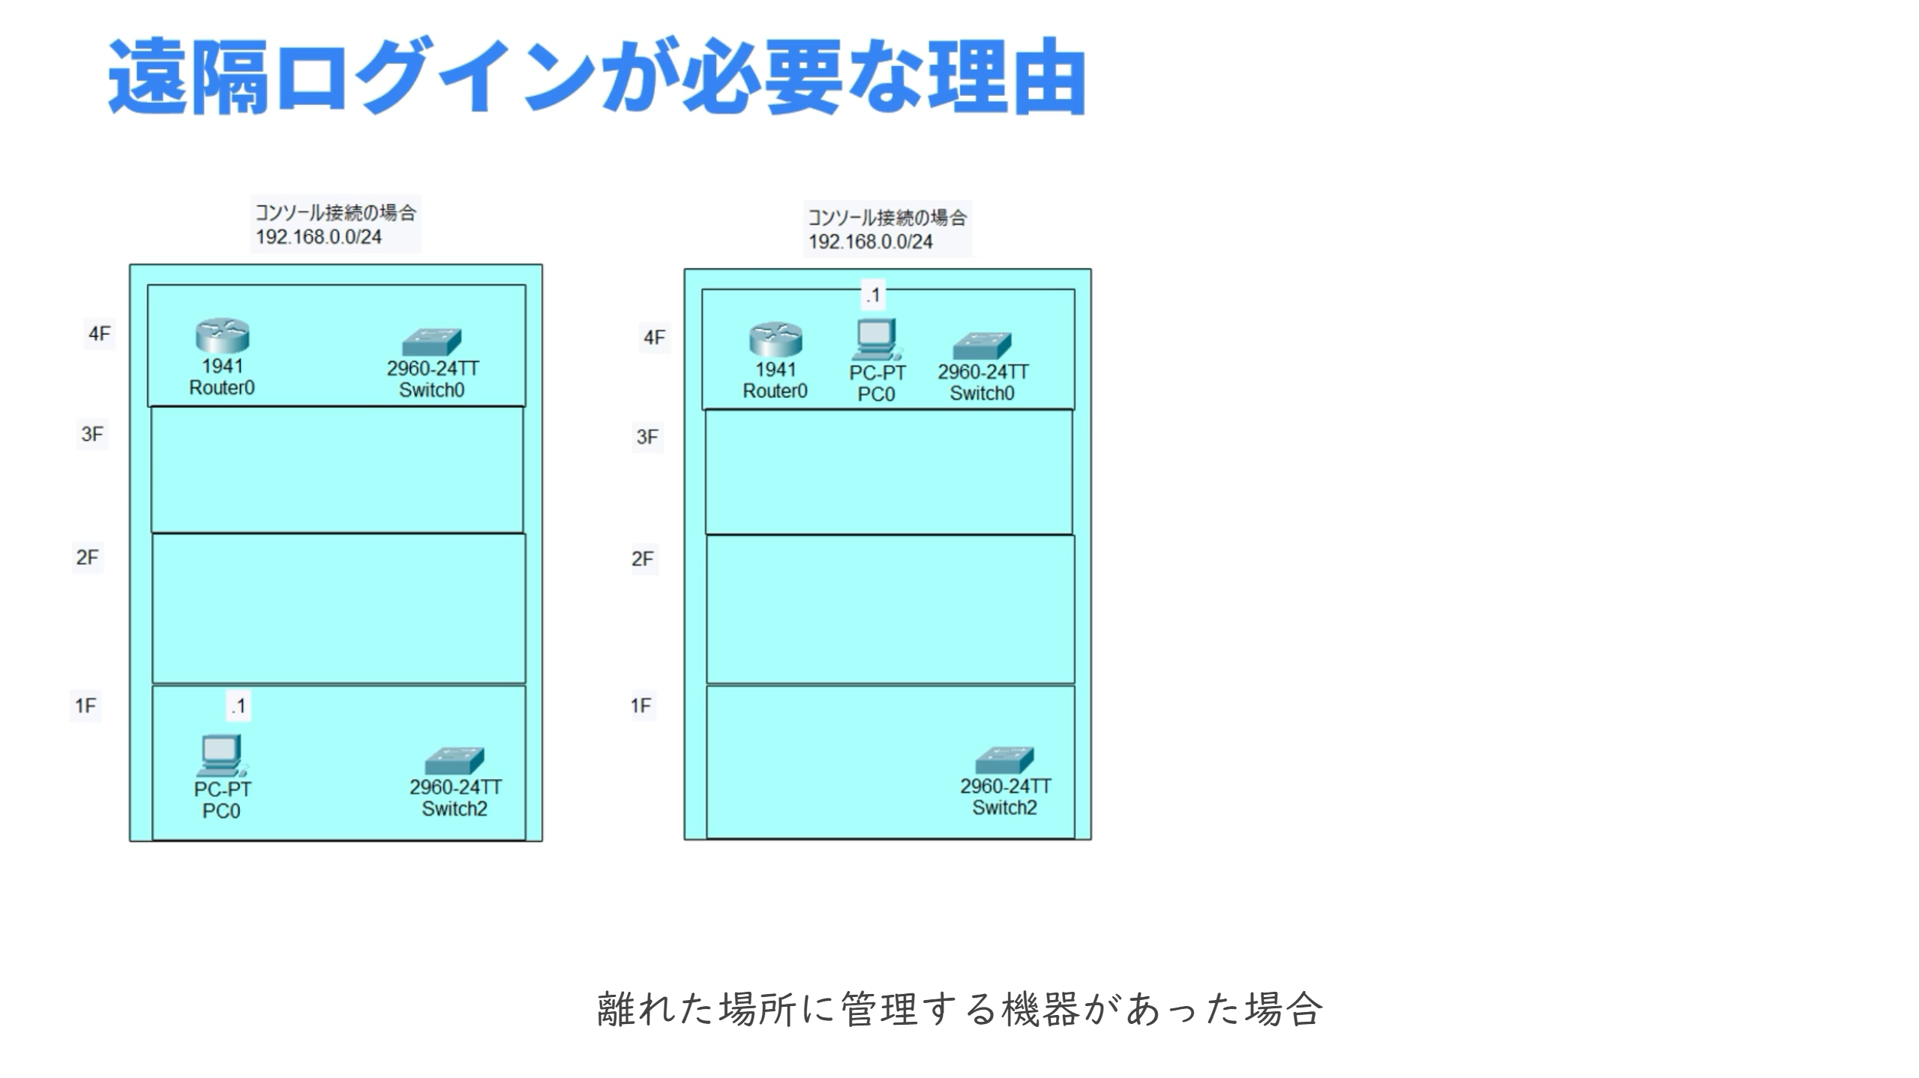 遠隔ログインが必要な理由
コンソール接続の場合
192.168.0.0/24
4F
1941
Router0
2960-24TT
Switch0
3F
2F
1F
.1
PC-PT
PC0
2960-24TT
Switch2
コンソール接続の場合
192.168.0.0/24
.1
4F
1941
Router0
PC-PT
PC0
2960-24TT
Switch0
3F
2F
1F
2960-24TT
Switch2
離れた場所に管理する機器があった場合